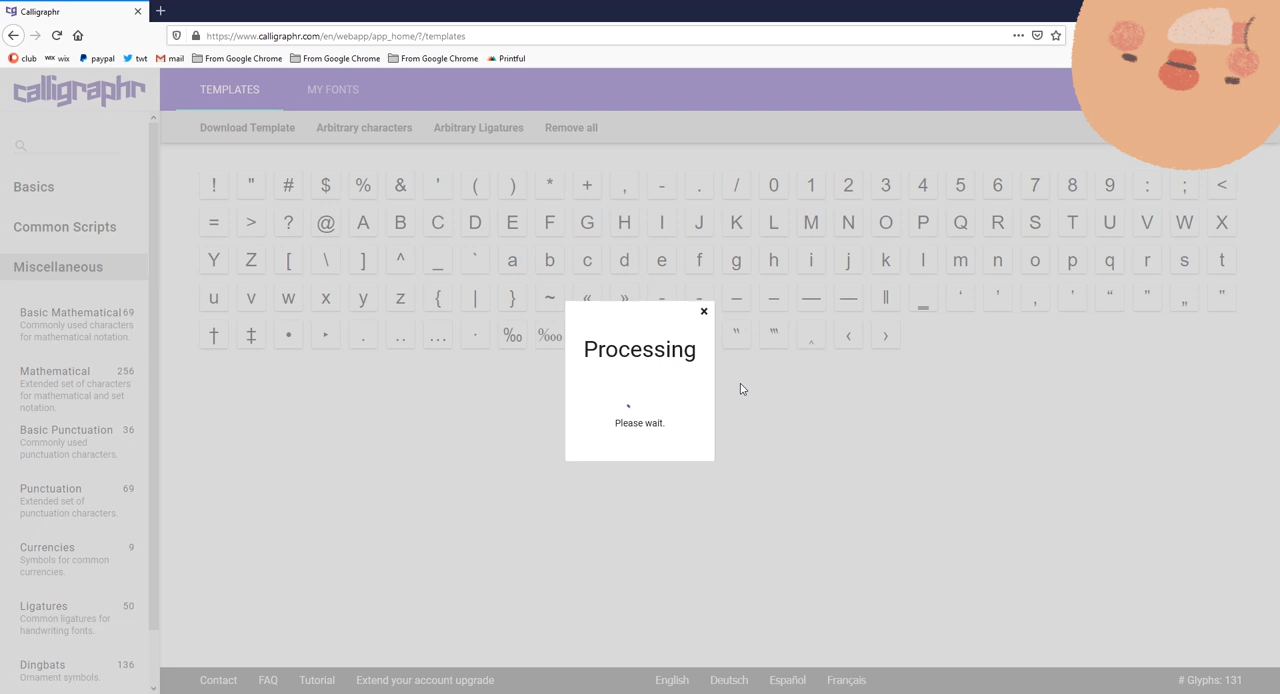 Calligraphr
https://www.calligraphr.com/en/webapp/app_home/?/templates
club wix wix paypal twt mail From Google Chrome From Google Chrome From Google Chrome Printful
calligraphr
TEMPLATES MY FONTS
Download Template Arbitrary characters Arbitrary Ligatures Remove all
Basics
Common Scripts
Miscellaneous
Basic Mathematical 69
Commonly used characters
for mathematical notation.
Mathematical 256
Extended set of characters
for mathematical and set
notation.
Basic Punctuation 36
Commonly used
punctuation characters.
Punctuation 69
Extended set of
punctuation characters.
Currencies 9
Symbols for common
currencies.
Ligatures 50
Common ligatures for
handwriting fonts.
Dingbats 136
Ornament symbols.
! " # $ % & ' ( ) * + , - . / 0 1 2 3 4 5 6 7 8 9 : ; <
= > ? @ A B C D E F G H I J K L M N O P Q R S T U V W X
Y Z [ \ ] ^ _ ` a b c d e f g h i j k l m n o p q r s t
u v w x y z { | } ~ « » - - – – — — ‖ ‗ ‘ ’ ‚ ‛ “ ” „ ‟
† ‡ • ‣ . ‥ … · ‰ ‱ ‶ ‷ ‸ ‹ ›
Processing
Please wait.
Contact FAQ Tutorial Extend your account upgrade English Deutsch Español Français # Glyphs: 131